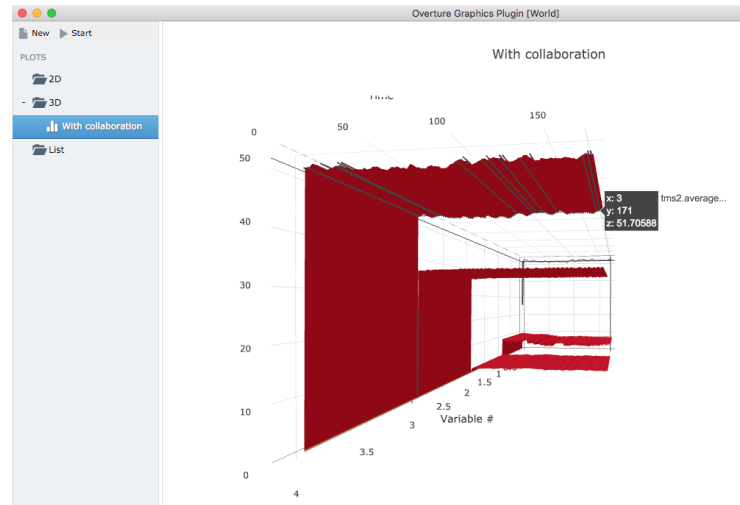 Overture Graphics Plugin [World]
New
Start
PLOTS
2D
- 3D
With collaboration
List
With collaboration
Time
0
50
100
150
50
40
30
20
10
0
x: 3
y: 171
z: 51.70588
tms2.average...
1
1.5
2
2.5
3
3.5
4
Variable #